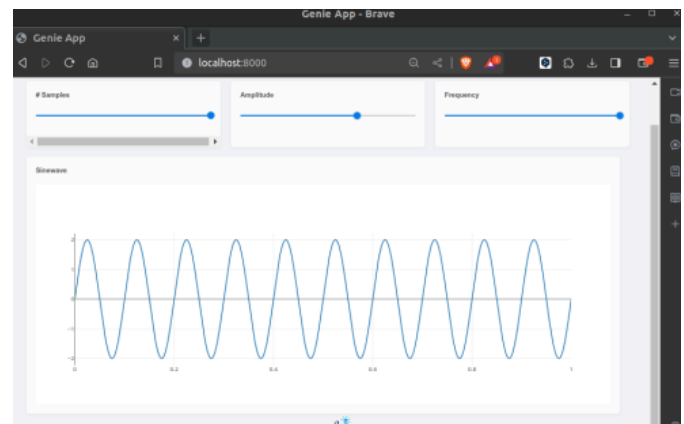 Genie App - Brave
Genie App
localhost:8000
# Samples
Amplitude
Frequency
Sinewave
2
1
0
-1
-2
0
0.2
0.4
0.6
0.8
1